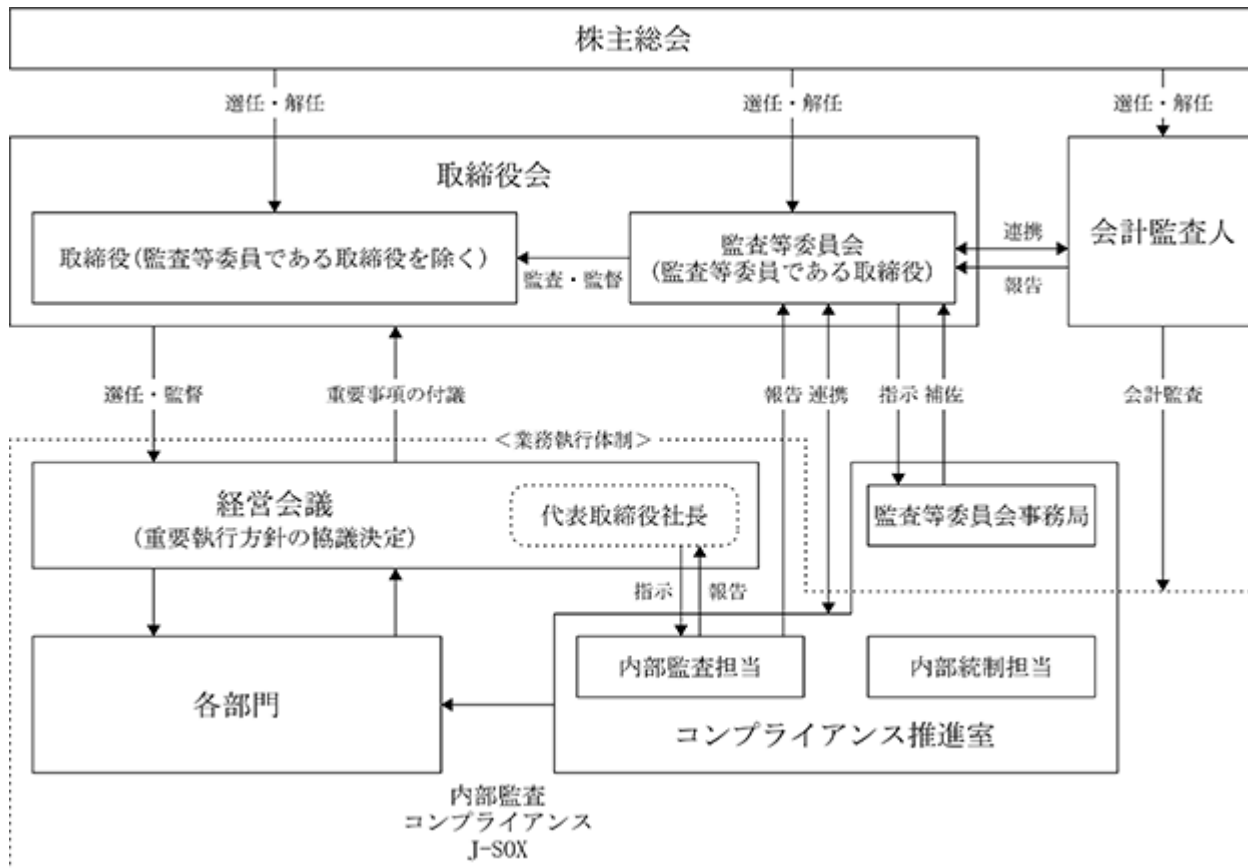 株主総会
選任・解任
選任・解任
選任・解任
取締役会
取締役(監査等委員である取締役を除く)
監査・監督
監査等委員会
(監査等委員である取締役)
連携
報告
会計監査人
選任・監督
重要事項の付議
報告 連携
指示 補佐
会計監査
＜業務執行体制＞
経営会議
(重要執行方針の協議決定)
代表取締役社長
監査等委員会事務局
指示
報告
各部門
内部監査担当
内部統制担当
コンプライアンス推進室
内部監査
コンプライアンス
J-SOX